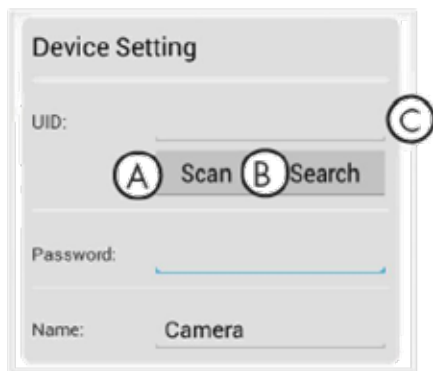 Device Setting
UID: C
A Scan B Search
Password:
Name: Camera